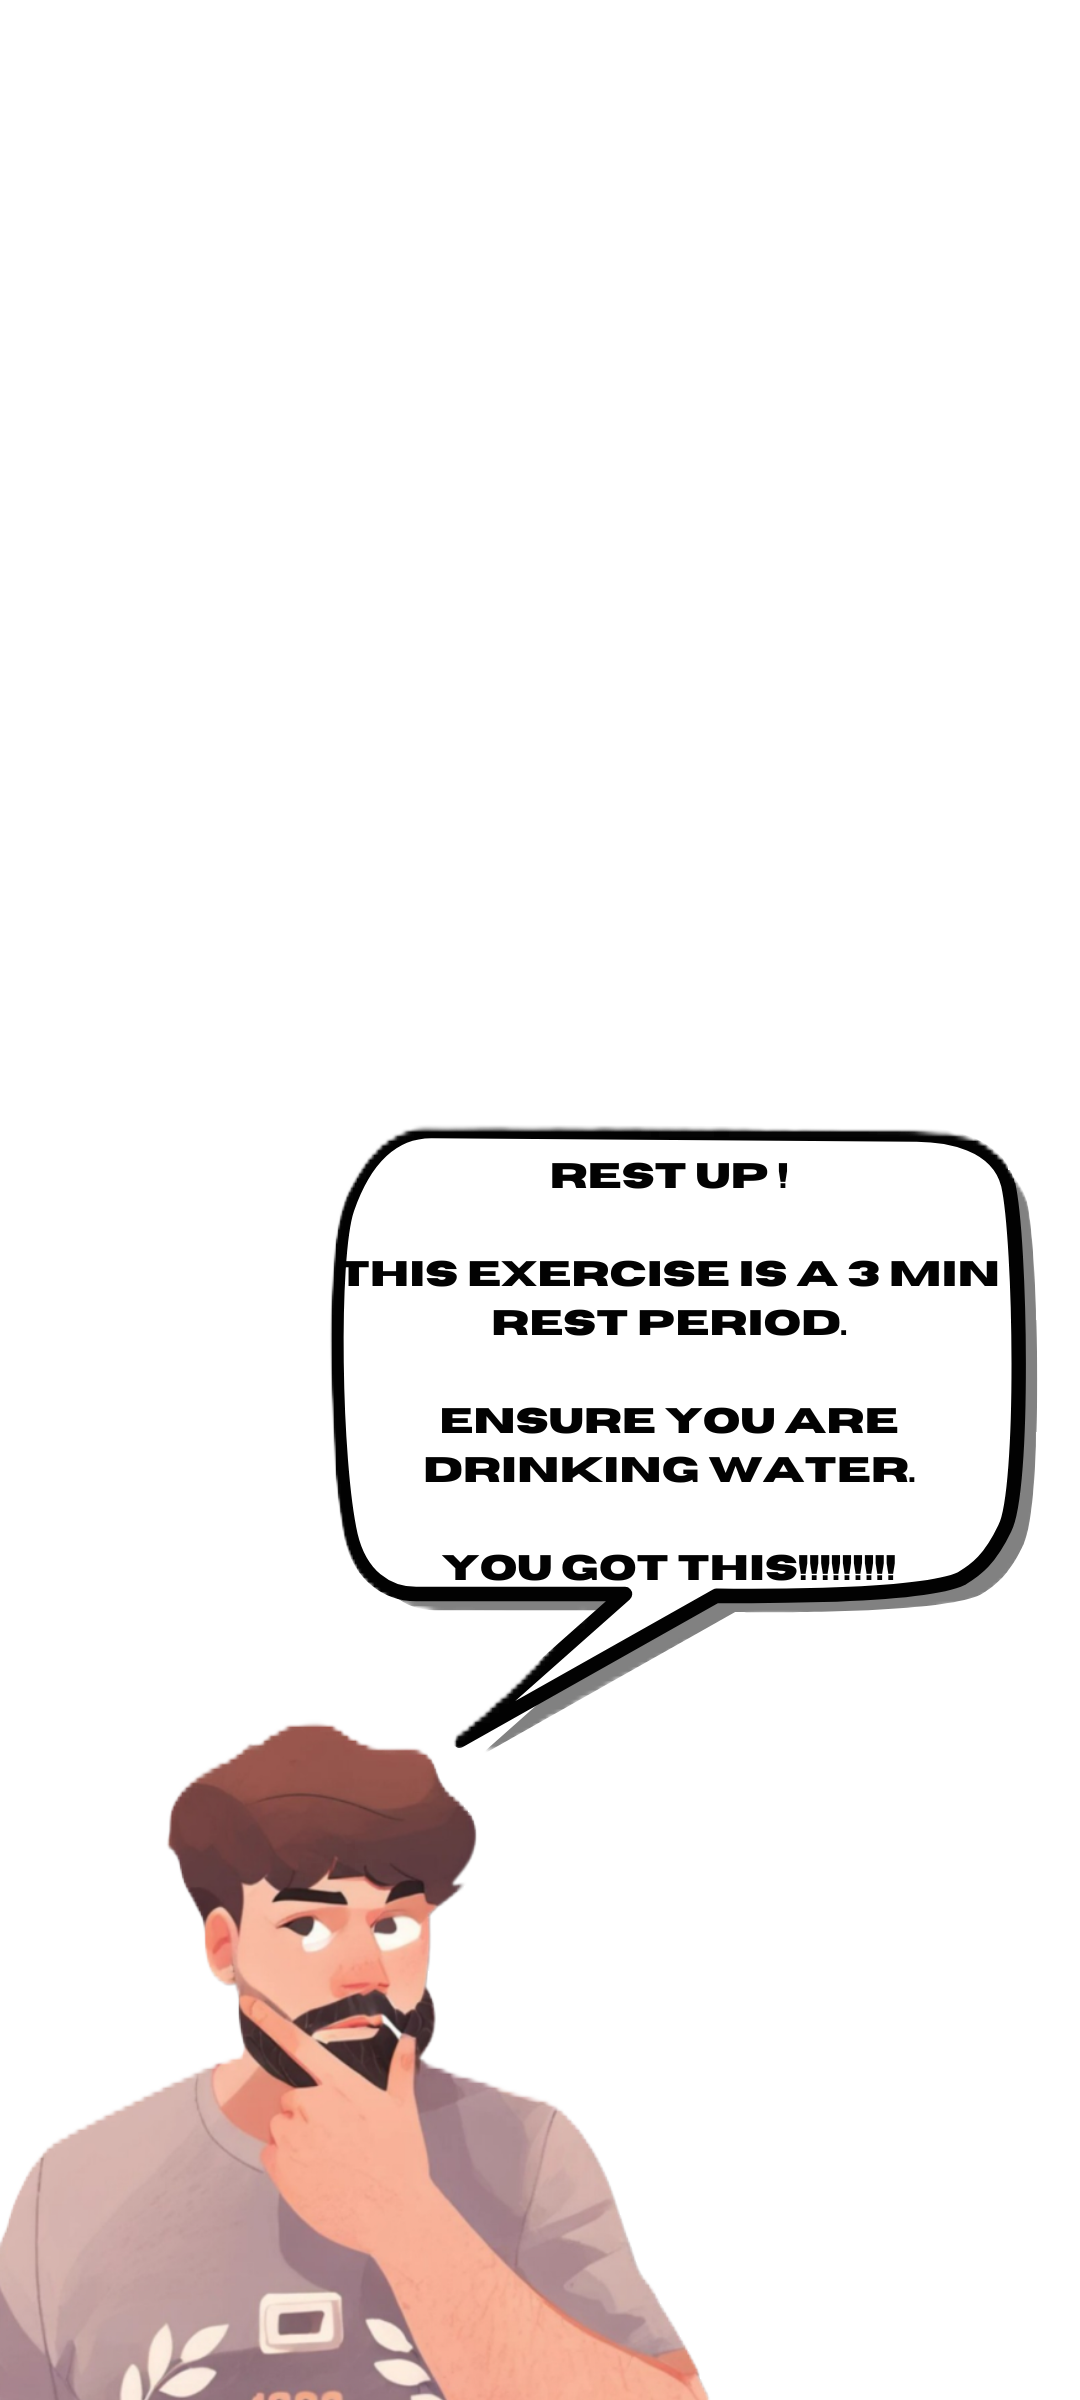 REST UP !
THIS EXERCISE IS A 3 MIN
REST PERIOD.
ENSURE YOU ARE
DRINKING WATER.
YOU GOT THIS!!!!!!!!!